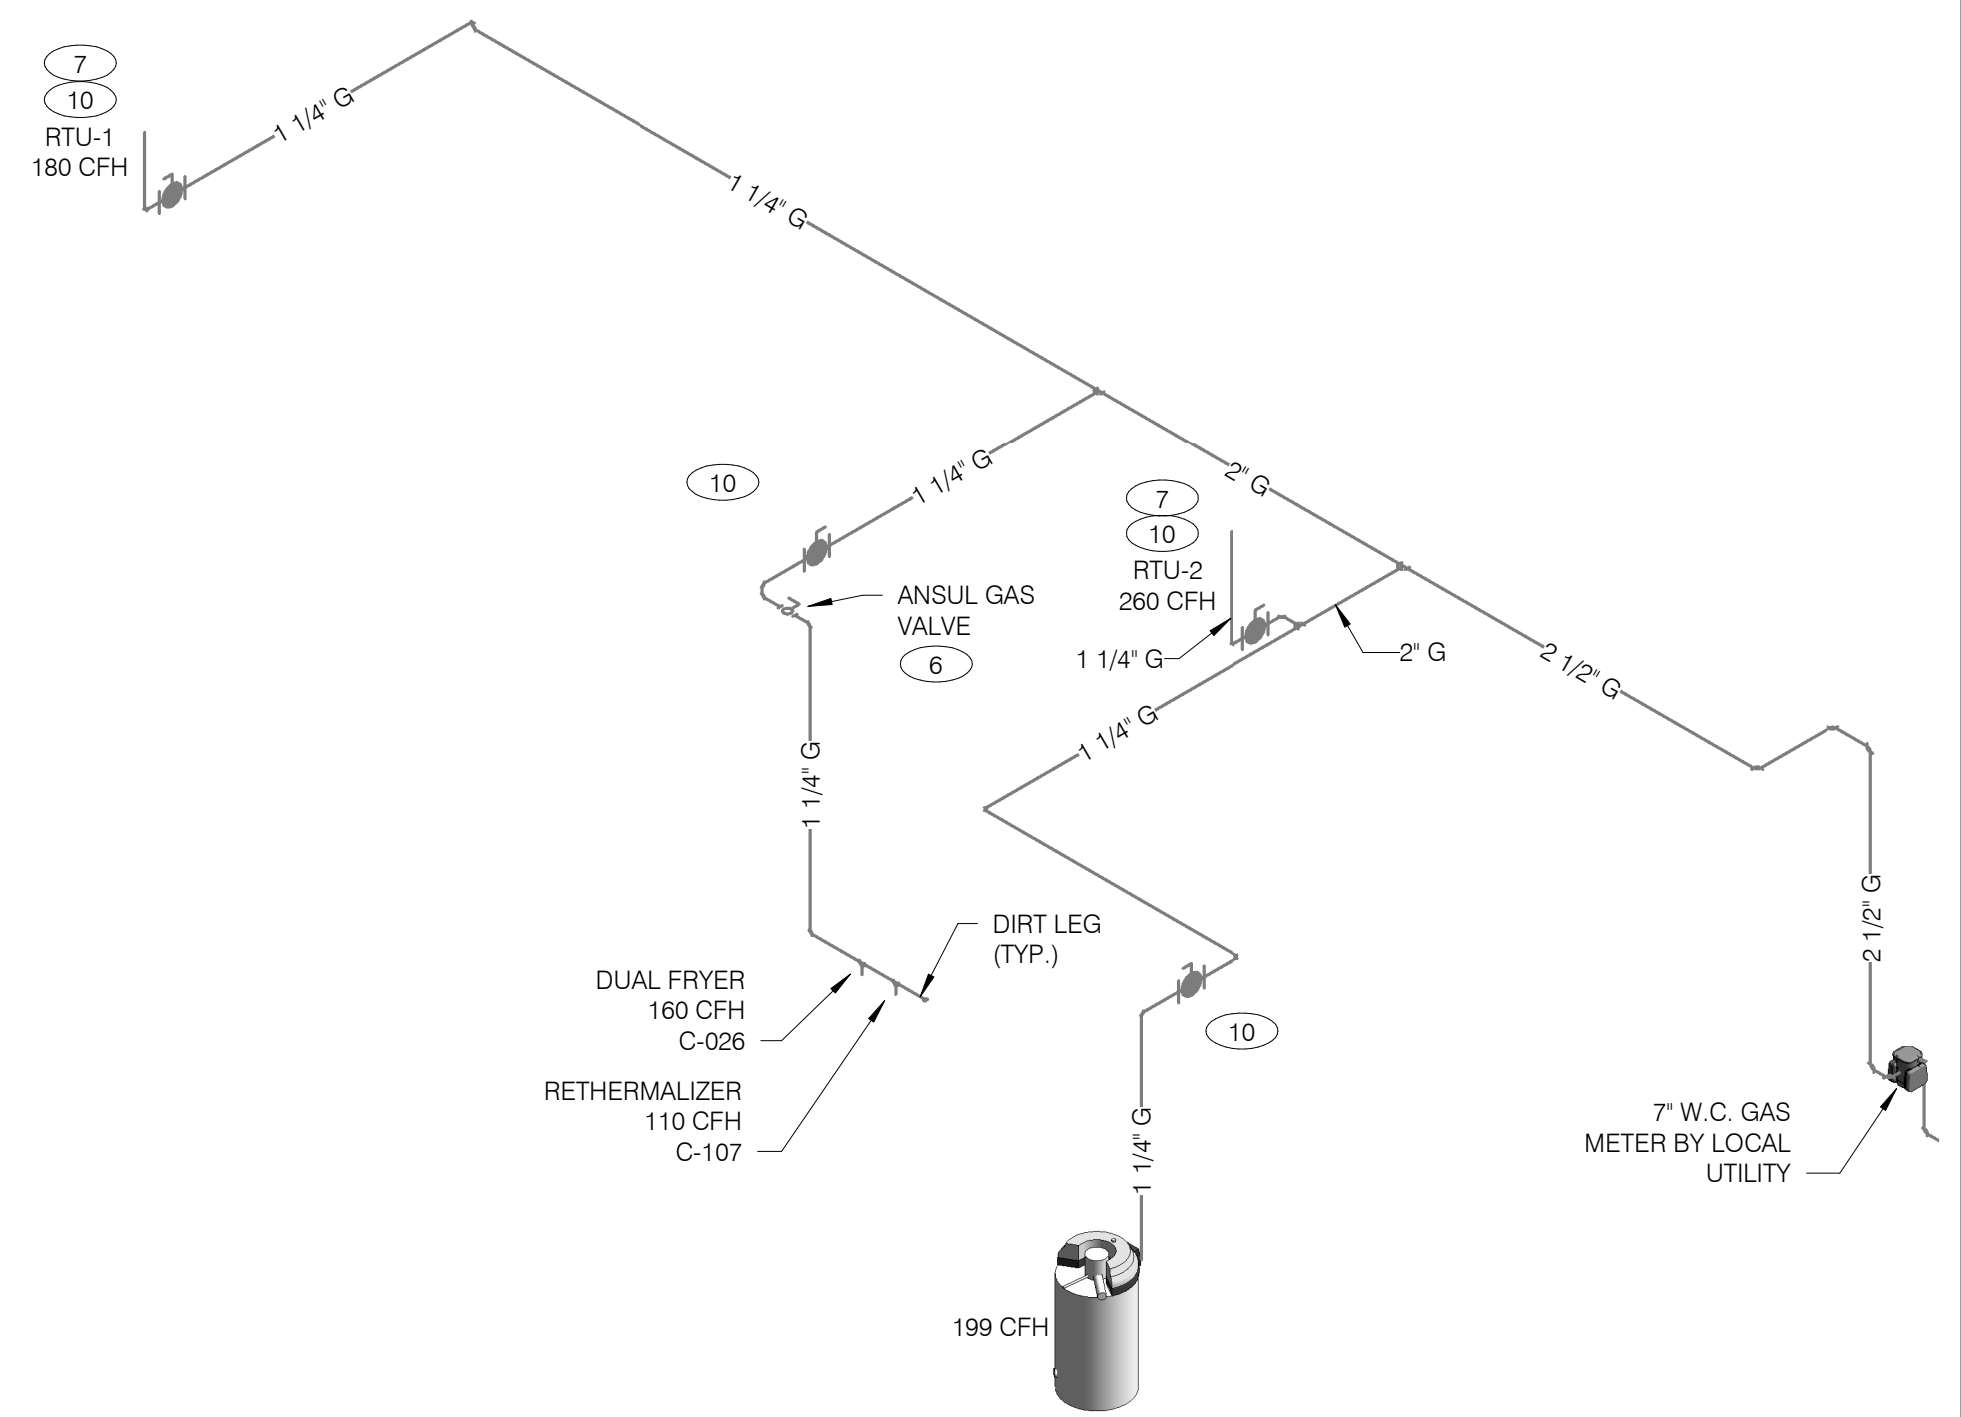 7
10
RTU-1
180 CFH
1 1/4" G
1 1/4" G
10
1 1/4" G
2" G
7
10
RTU-2
260 CFH
1 1/4" G
2" G
ANSUL GAS
VALVE
6
2 1/2" G
1 1/4" G
1 1/4" G
2 1/2" G
DIRT LEG
(TYP.)
DUAL FRYER
160 CFH
C-026
RETHERMALIZER
110 CFH
C-107
10
1 1/4" G
7" W.C. GAS
METER BY LOCAL
UTILITY
199 CFH